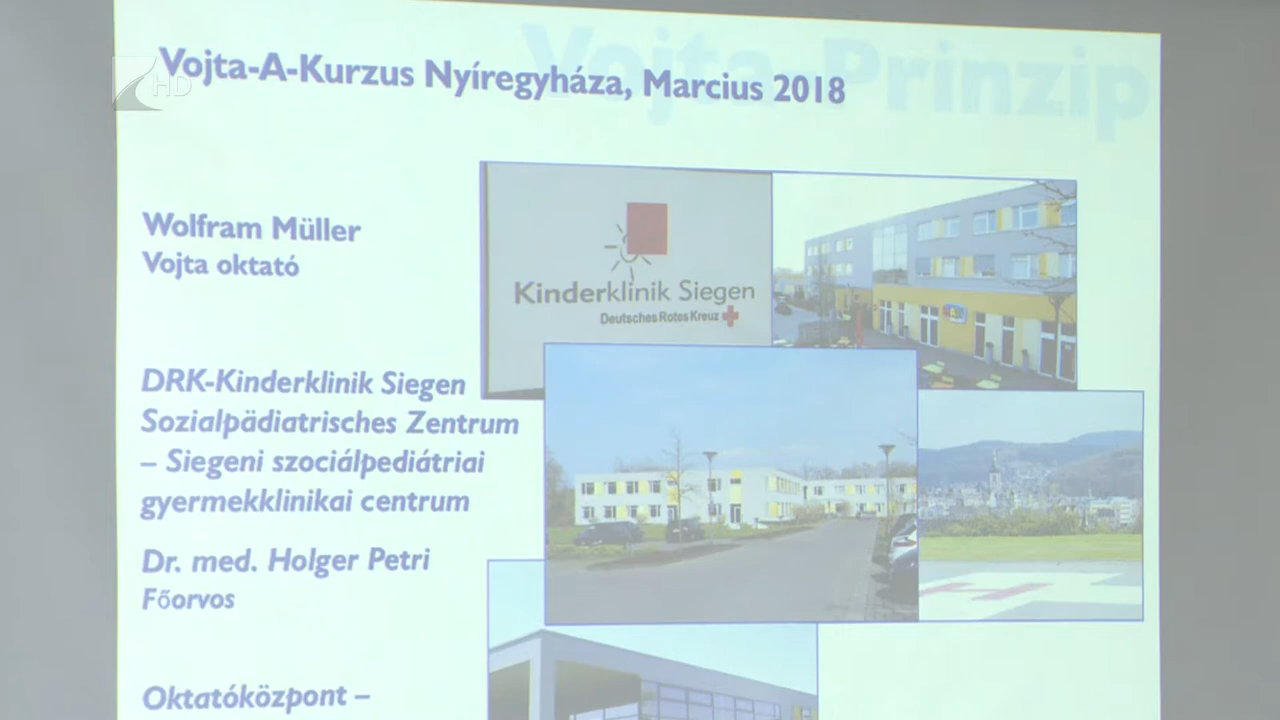 Vojta-Prinzip
Vojta-A-Kurzus Nyíregyháza, Marcius 2018
HD
Wolfram Müller
Vojta oktató
Kinderklinik Siegen
Deutsches Rotes Kreuz
DRK-Kinderklinik Siegen
Sozialpädiatrisches Zentrum
– Siegeni szociálpediátriai
gyermekklinikai centrum
Dr. med. Holger Petri
Főorvos
H
Oktatóközpont –